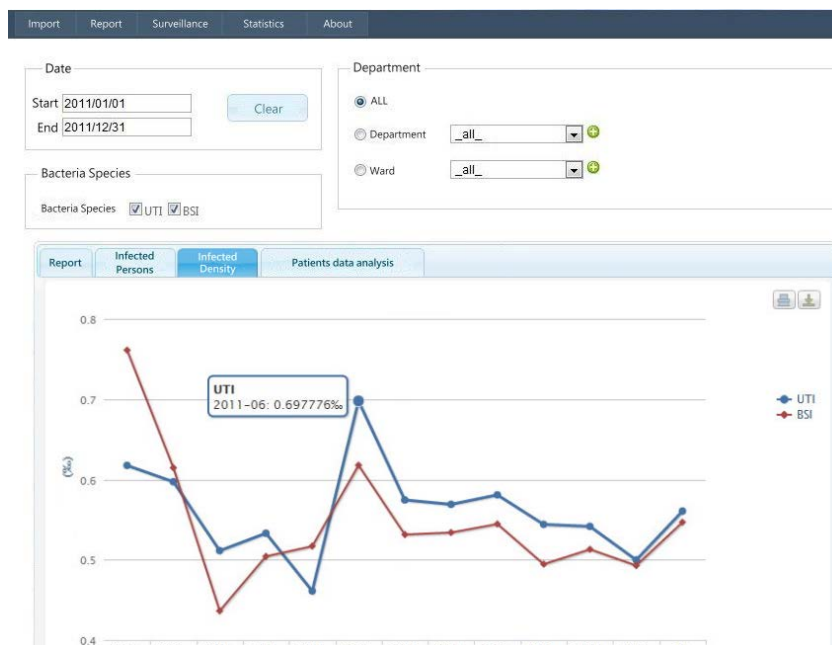 Import Report Surveillance Statistics About
Date
Start 2011/01/01
End 2011/12/31
Clear
Department
ALL
Department _all_
Ward _all_
Bacteria Species
Bacteria Species UTI BSI
Report
Infected
Persons
Infected
Density
Patients data analysis
0.8
0.7
0.6
0.5
0.4
(‰)
UTI
2011-06: 0.697776‰
UTI
BSI